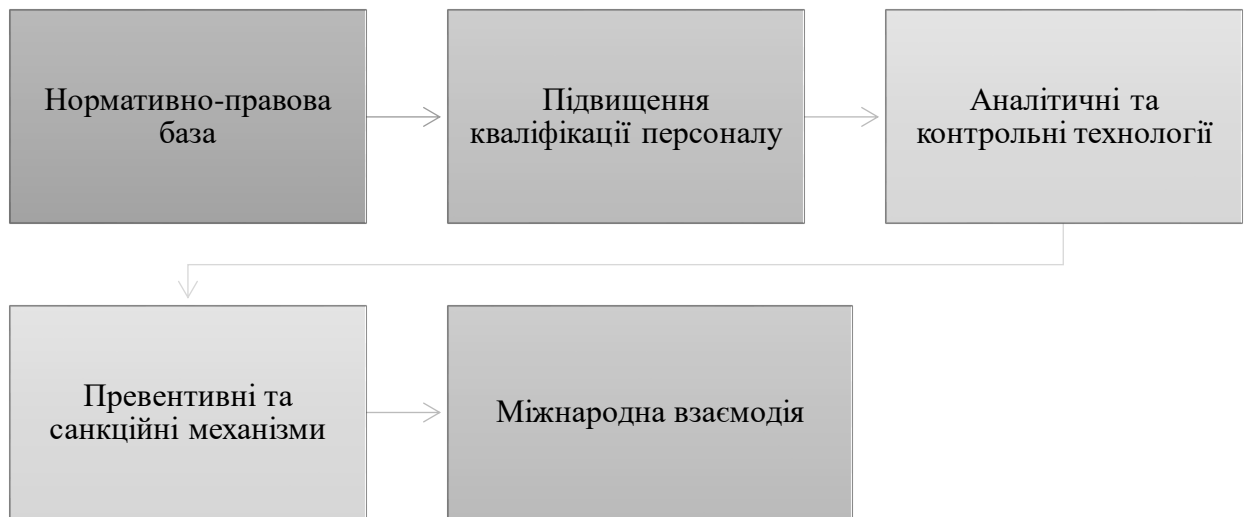 Нормативно-правова
база
Підвищення
кваліфікації персоналу
Аналітичні та
контрольні технології
Превентивні та
санкційні механізми
Міжнародна взаємодія